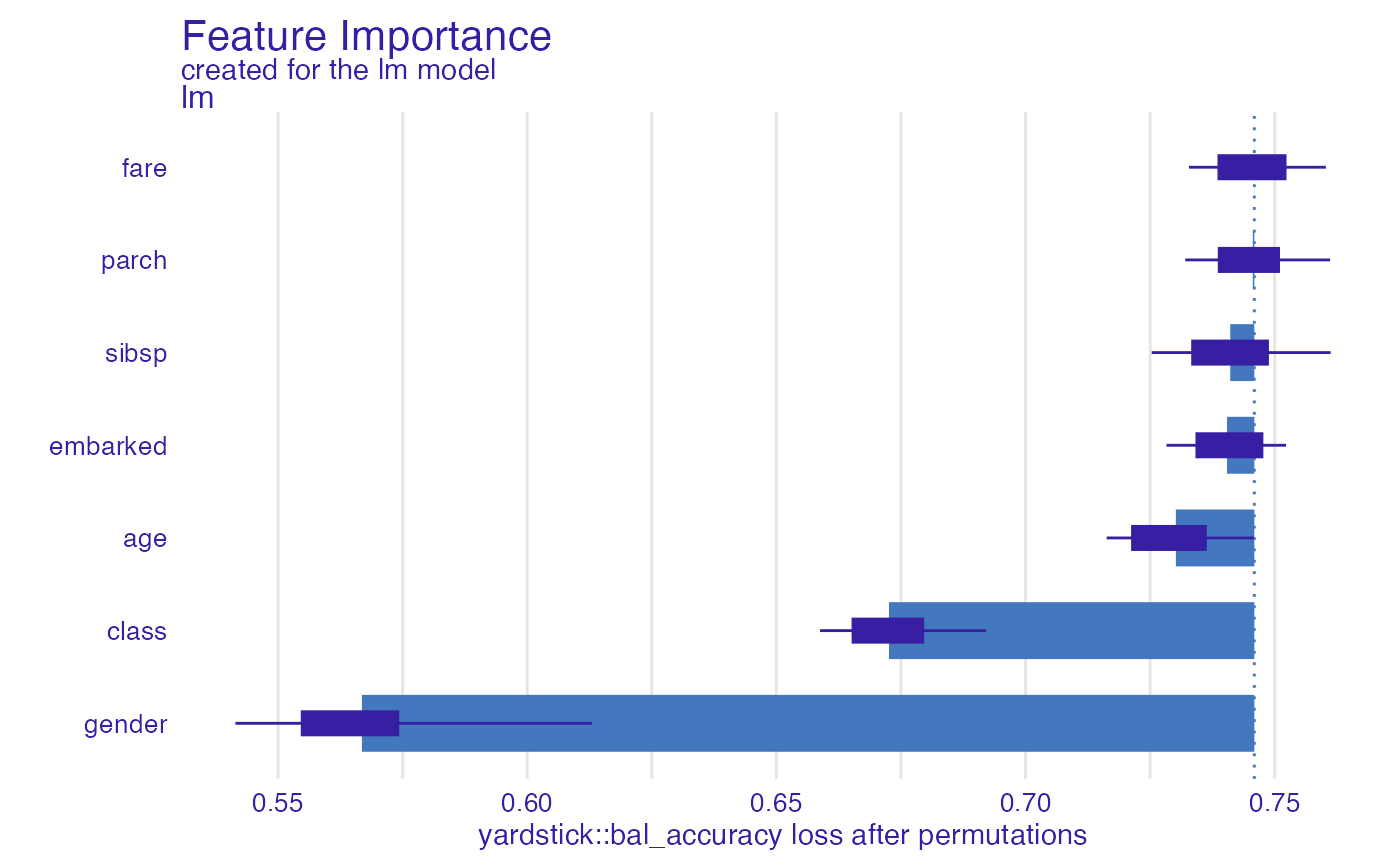 Feature Importance
created for the lm model
lm
fare
parch
sibsp
embarked
age
class
gender
0.55 0.60 0.65 0.70 0.75
yardstick::bal_accuracy loss after permutations